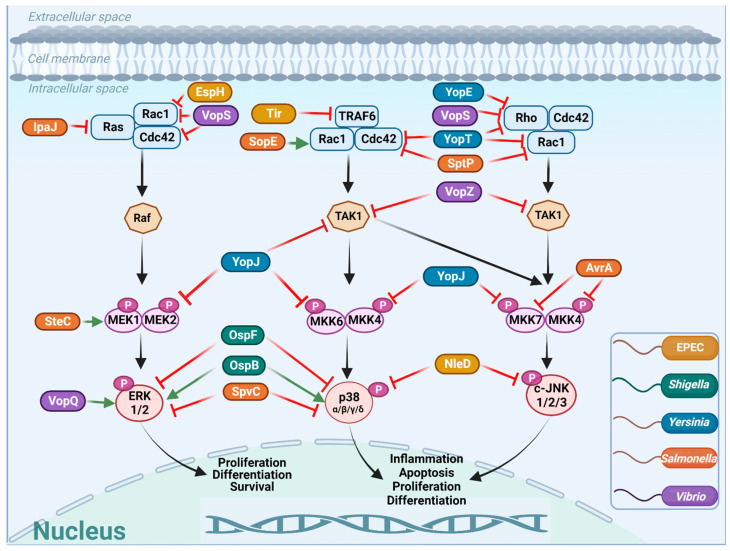 Extracellular space
Cell membrane
Intracellular space
EspH
YopE
Rac1
VopS
Tir
TRAF6
VopS
Rho
Cdc42
IpaJ
Ras
Cdc42
SopE
Rac1
Cdc42
YopT
Rac1
SptP
VopZ
Raf
TAK1
TAK1
YopJ
YopJ
AvrA
P
P
P
P
P
P
SteC
MEK1
MEK2
MKK6
MKK4
MKK7
MKK4
OspF
OspB
NleD
P
P
P
VopQ
ERK
1/2
SpvC
p38
α/β/γ/δ
c-JNK
1/2/3
EPEC
Shigella
Yersinia
Salmonella
Vibrio
Proliferation
Differentiation
Survival
Inflammation
Apoptosis
Proliferation
Differentiation
Nucleus